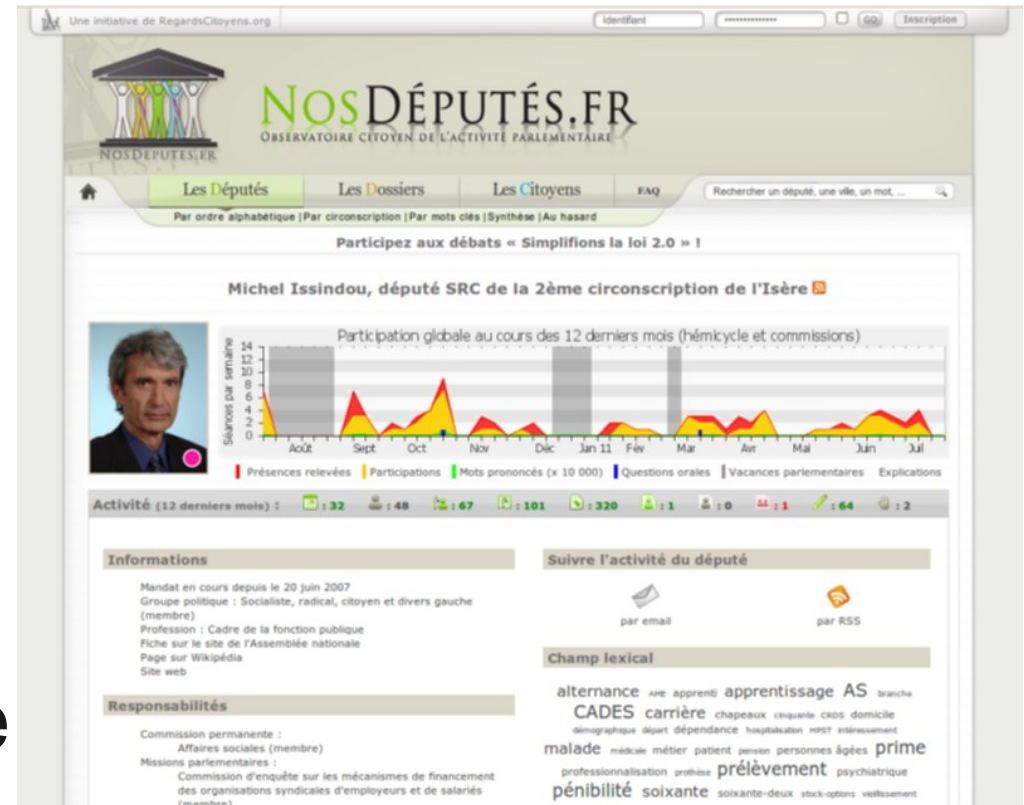 Une initiative de RegardsCitoyens.org
Identifiant
GO
Inscription
NOSDÉPUTÉS.FR
OBSERVATOIRE CITOYEN DE L'ACTIVITÉ PARLEMENTAIRE
NOSDEPUTES.FR
Les Députés Les Dossiers Les Citoyens FAQ
Rechercher un député, une ville, un mot, ...
Par ordre alphabétique |Par circonscription |Par mots clés |Synthèse |Au hasard
Participez aux débats « Simplifions la loi 2.0 » !
Michel Issindou, député SRC de la 2ème circonscription de l'Isère
Participation globale au cours des 12 derniers mois (hémicycle et commissions)
Séances par semaine
14
12
10
8
6
4
2
0
Août Sept Oct Nov Déc Jan 11 Fév Mar Avr Mai Juin Juil
Présences relevées Participations Mots prononcés (x 10 000) Questions orales Vacances parlementaires Explications
Activité (12 derniers mois) : : 32 : 48 : 67 : 101 : 320 : 1 : 0 : 1 : 64 : 2
Informations
Mandat en cours depuis le 20 juin 2007
Groupe politique : Socialiste, radical, citoyen et divers gauche
(membre)
Profession : Cadre de la fonction publique
Fiche sur le site de l'Assemblée nationale
Page sur Wikipédia
Site web
Responsabilités
Commission permanente :
Affaires sociales (membre)
Missions parlementaires :
Commission d'enquête sur les mécanismes de financement
des organisations syndicales d'employeurs et de salariés
(membre)
Suivre l'activité du député
par email par RSS
Champ lexical
alternance AME apprenti apprentissage AS branche
CADES carrière chapeaux cinquante CROS domicile
démographique départ dépendance hospitalisation HPST intéressement
malade médicale métier patient pension personnes âgées prime
professionnalisation prothèse prélèvement psychiatrique
pénibilité soixante soixante-deux stock-options vieillissement
e